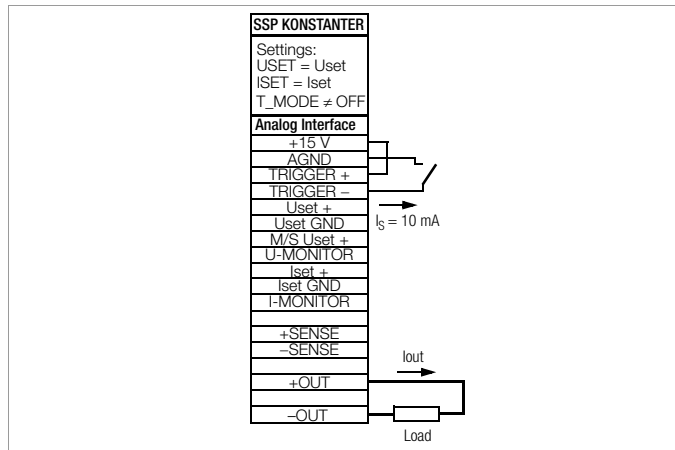 SSP KONSTANTER
Settings:
USET = Uset
ISET = Iset
T_MODE ≠ OFF
Analog Interface
+15 V
AGND
TRIGGER +
TRIGGER –
Uset +
Uset GND
M/S Uset +
U-MONITOR
Iset +
Iset GND
I-MONITOR
+SENSE
–SENSE
+OUT
–OUT
IS = 10 mA
Iout
Load